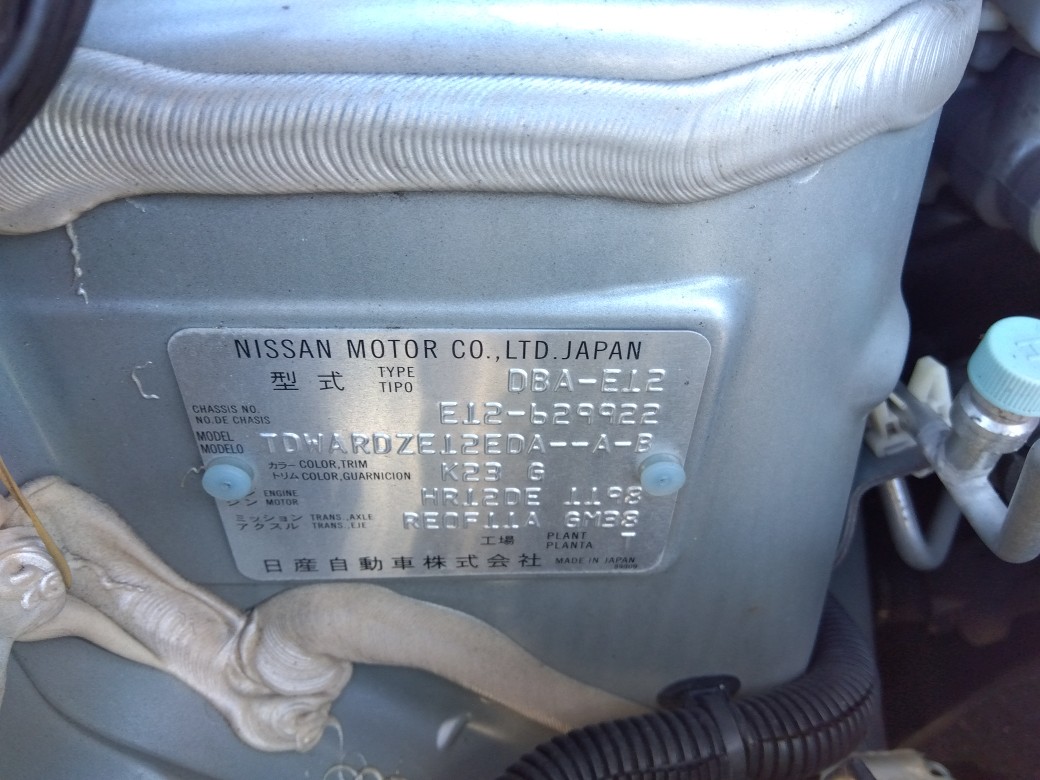 NISSAN MOTOR CO.,LTD.JAPAN
型式 TYPE TIPO DBA-E12
CHASSIS NO. NO.DE CHASIS E12-629922
MODEL MODELO TDWARDZE12EDA--A-B
カラー COLOR,TRIM
トリム COLOR,GUARNICION K23 G
ENGINE
ジン MOTOR HR12DE 1198
ミッション TRANS.,AXLE
アクスル TRANS.,EJE RE0F11A GM38
工場 PLANT PLANTA
日産自動車株式会社 MADE IN JAPAN